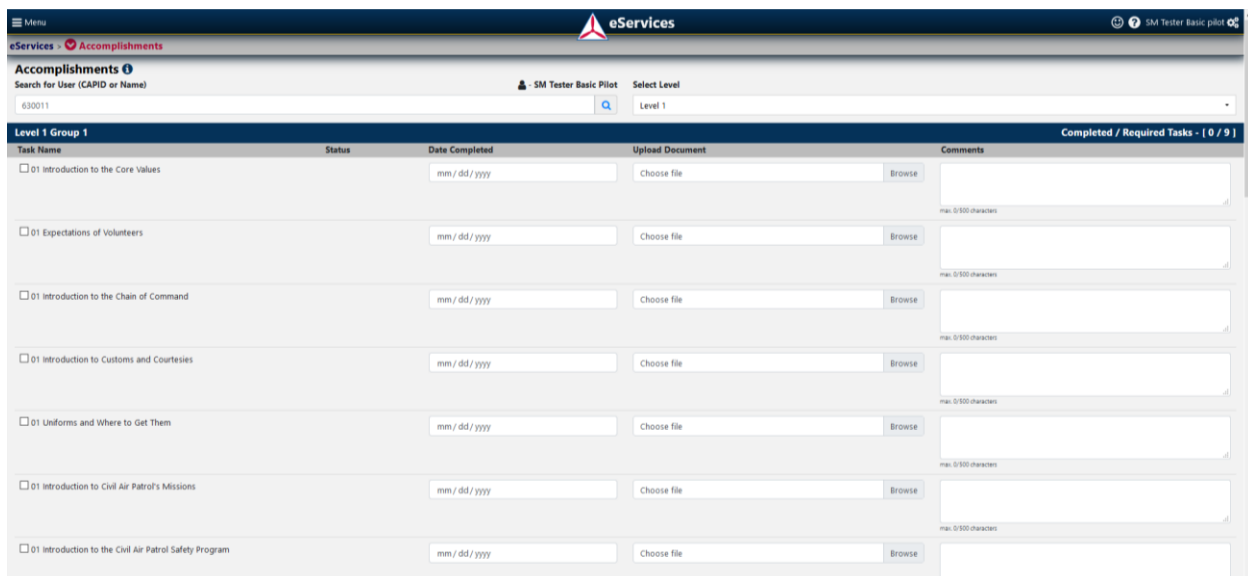 Menu
eServices
SM Tester Basic pilot
eServices > Accomplishments
Accomplishments
Search for User (CAPID or Name)
- SM Tester Basic Pilot
Select Level
630011
Level 1
Level 1 Group 1
Completed / Required Tasks - [ 0 / 9 ]
Task Name Status Date Completed Upload Document Comments
01 Introduction to the Core Values mm/dd/yyyy Choose file Browse
max. 0/500 characters
01 Expectations of Volunteers mm/dd/yyyy Choose file Browse
max. 0/500 characters
01 Introduction to the Chain of Command mm/dd/yyyy Choose file Browse
max. 0/500 characters
01 Introduction to Customs and Courtesies mm/dd/yyyy Choose file Browse
max. 0/500 characters
01 Uniforms and Where to Get Them mm/dd/yyyy Choose file Browse
max. 0/500 characters
01 Introduction to Civil Air Patrol's Missions mm/dd/yyyy Choose file Browse
max. 0/500 characters
01 Introduction to the Civil Air Patrol Safety Program mm/dd/yyyy Choose file Browse